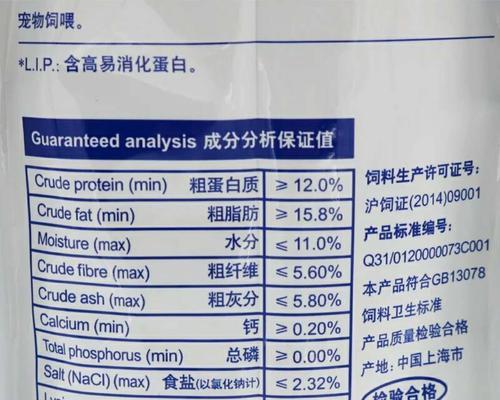 宠物饲喂。
*L.I.P.: 含高易消化蛋白。
Guaranteed analysis 成分分析保证值
Crude protein (min) 粗蛋白质 ≥ 12.0%
Crude fat (min) 粗脂肪 ≥ 15.8%
Moisture (max) 水分 ≤ 11.0%
Crude fibre (max) 粗纤维 ≤ 5.60%
Crude ash (max) 粗灰分 ≤ 5.80%
Calcium (min) 钙 ≥ 0.20%
Total phosphorus (min) 总磷 ≥ 0.00%
Salt (NaCl) (max) 食盐(以氯化钠计) ≤ 2.32%
饲料生产许可证号:
沪饲证(2014)09001
产品标准编号:
Q31/0120000073C001
本产品符合GB13078
饲料卫生标准
产品质量检验合格
产地: 中国上海市
检验合格